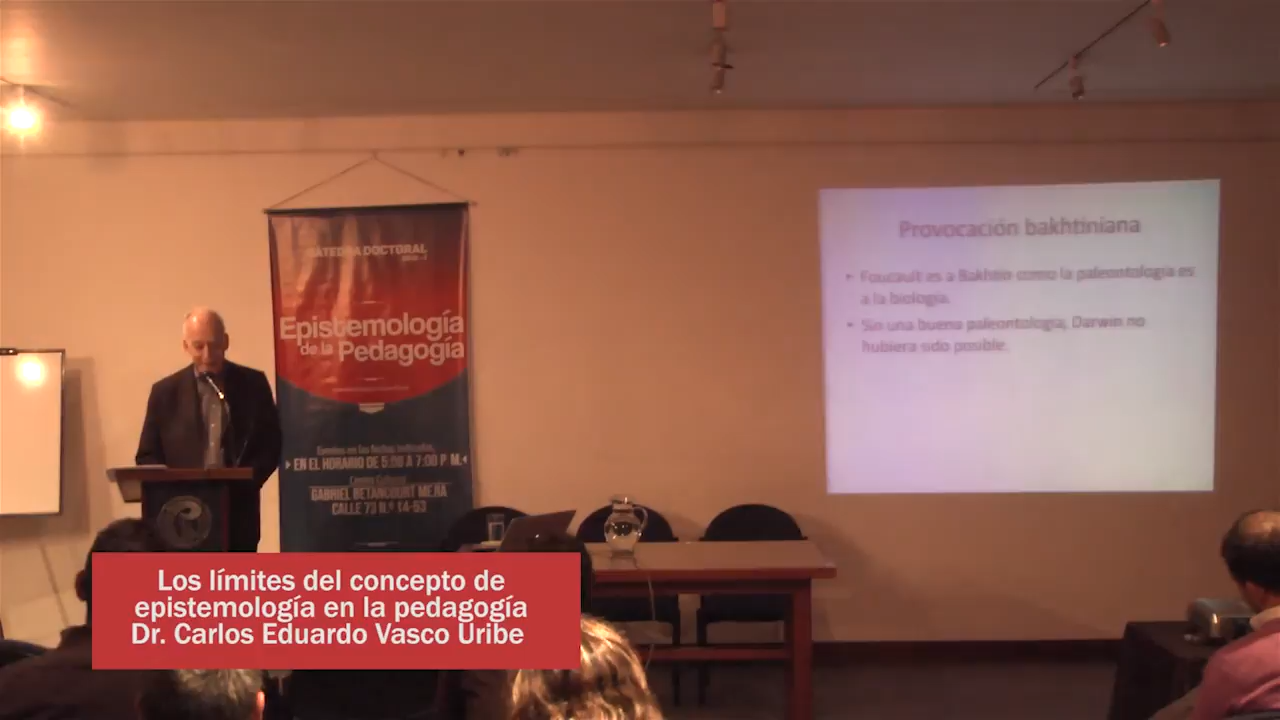 CÁTEDRA DOCTORAL
Epistemología
de la Pedagogía
EN EL HORARIO DE 5:00 A 7:00 P.M.
GABRIEL BETANCOURT MEJÍA
CALLE 73 N.º 14-53
Provocación bakhtiniana
• Foucault es a Bakhtin como la paleontología es
a la biología.
• Sin una buena paleontología, Darwin no
hubiera sido posible.
Los límites del concepto de
epistemología en la pedagogía
Dr. Carlos Eduardo Vasco Uribe